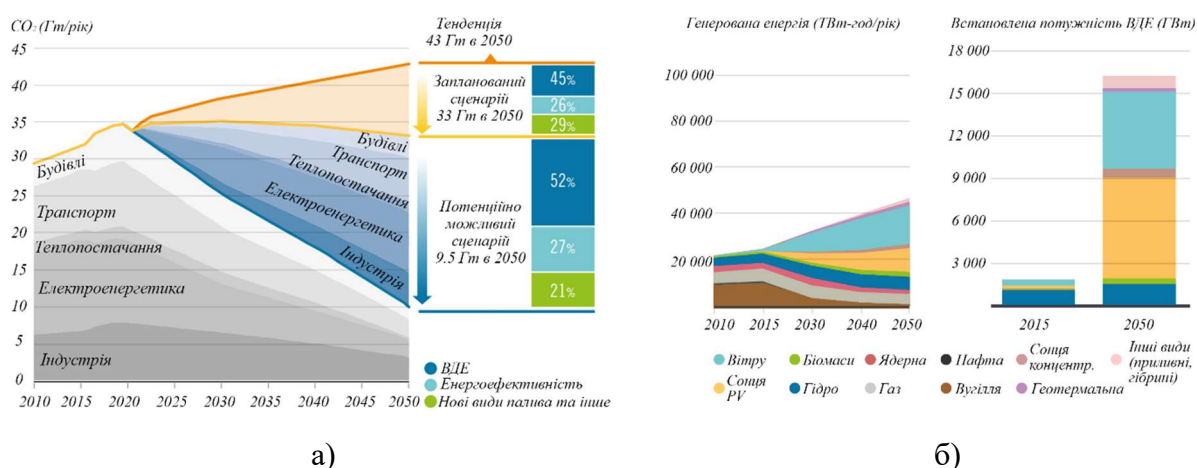 CO₂ (Гт/рік)
45
40
35
30
25
20
15
10
5
0
2010 2015 2020 2025 2030 2035 2040 2045 2050
Будівлі
Транспорт
Теплопостачання
Електроенергетика
Індустрія
Будівлі
Транспорт
Теплопостачання
Електроенергетика
Індустрія
Тенденція
43 Гт в 2050
Запланований
сценарій
33 Гт в 2050
45%
26%
29%
Потенційно
можливий
сценарій
9.5 Гт в 2050
52%
27%
21%
ВДЕ
Енергоефективність
Нові види палива та інше
а)
Генерована енергія (ТВт-год/рік)
100 000
80 000
60 000
40 000
20 000
2010 2015 2030 2040 2050
Встановлена потужність ВДЕ (ГВт)
18 000
15 000
12 000
9 000
6 000
3 000
2015 2050
Вітру Біомаси Ядерна Нафта Сонця концентр. Інші види (приливні, гібрині)
Сонця PV Гідро Газ Вугілля Геотермальна
б)